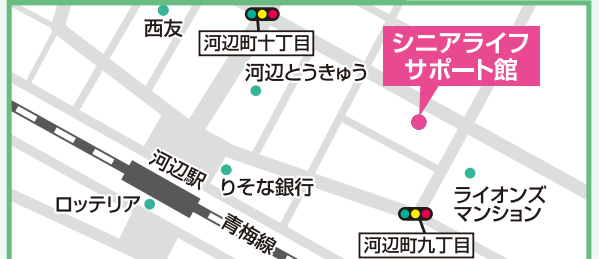 西友
河辺町十丁目
河辺とうきゅう
シニアライフ
サポート館
河辺駅
りそな銀行
ロッテリア
青梅線
ライオンズ
マンション
河辺町九丁目